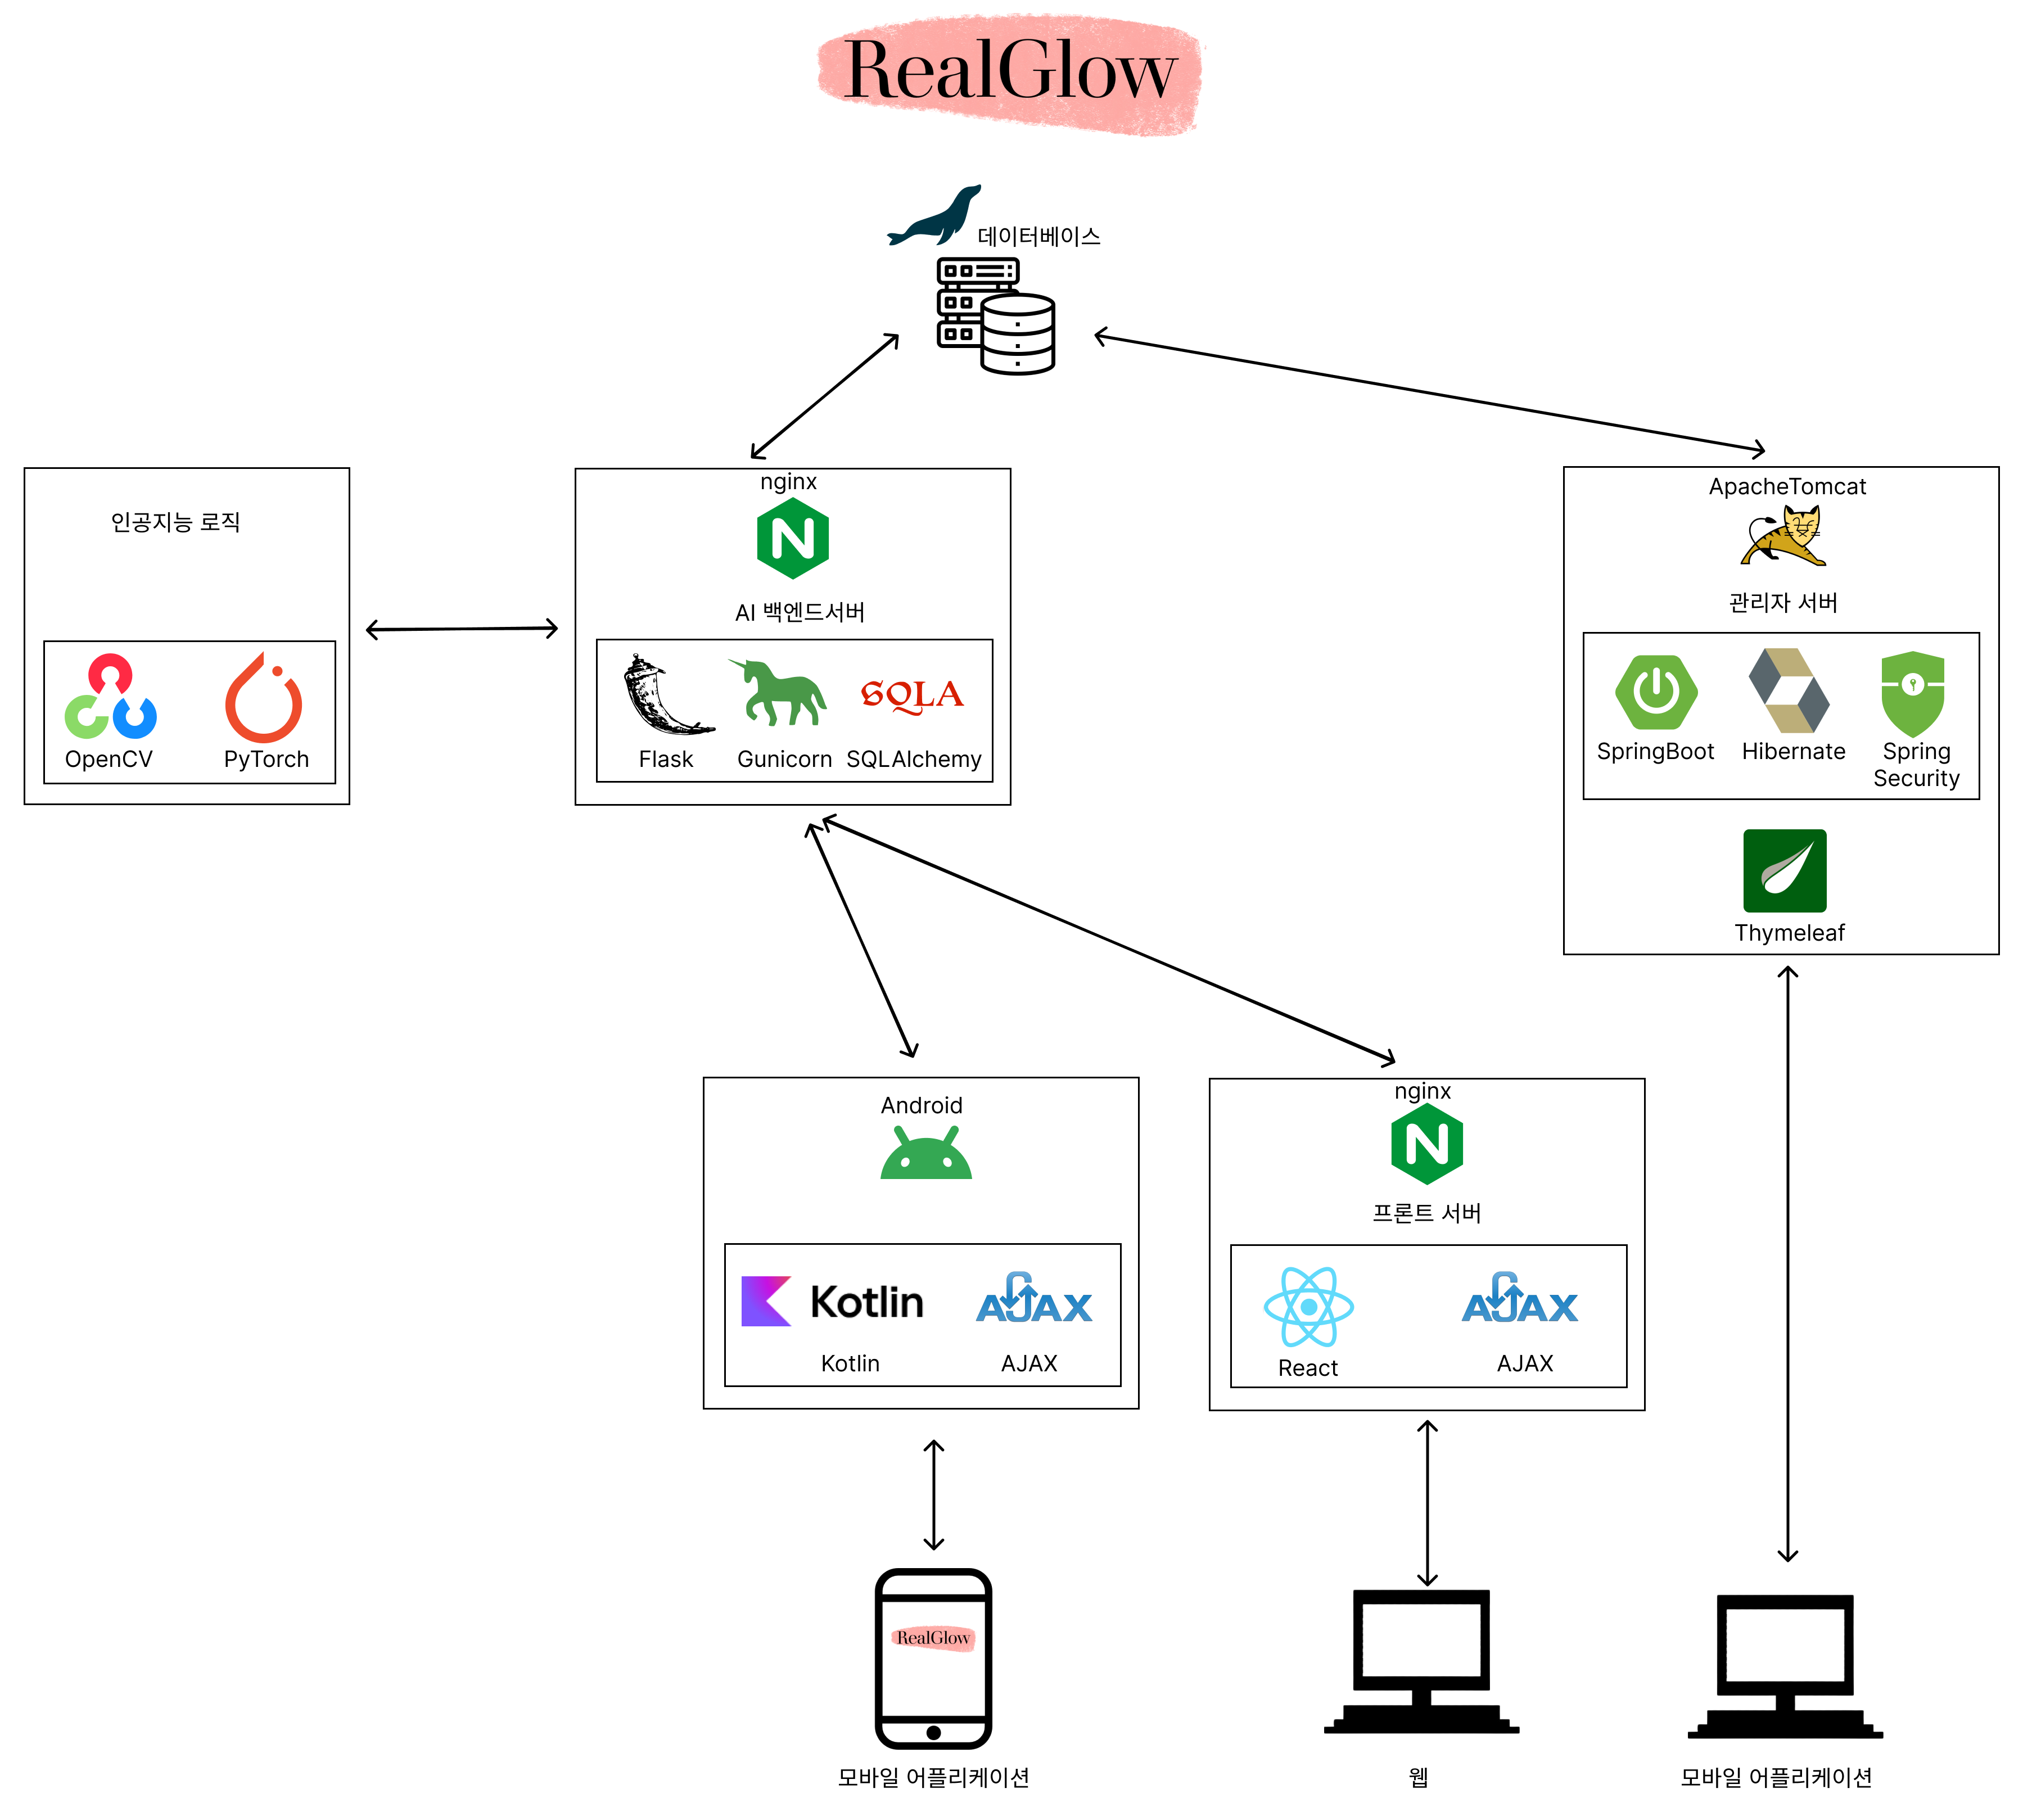 RealGlow
데이터베이스
인공지능 로직
OpenCV
PyTorch
nginx
AI 백엔드서버
SQLA
Flask
Gunicorn
SQLAlchemy
ApacheTomcat
관리자 서버
SpringBoot
Hibernate
Spring
Security
Thymeleaf
Android
Kotlin
AJAX
Kotlin
AJAX
nginx
프론트 서버
AJAX
React
AJAX
RealGlow
모바일 어플리케이션
웹
모바일 어플리케이션